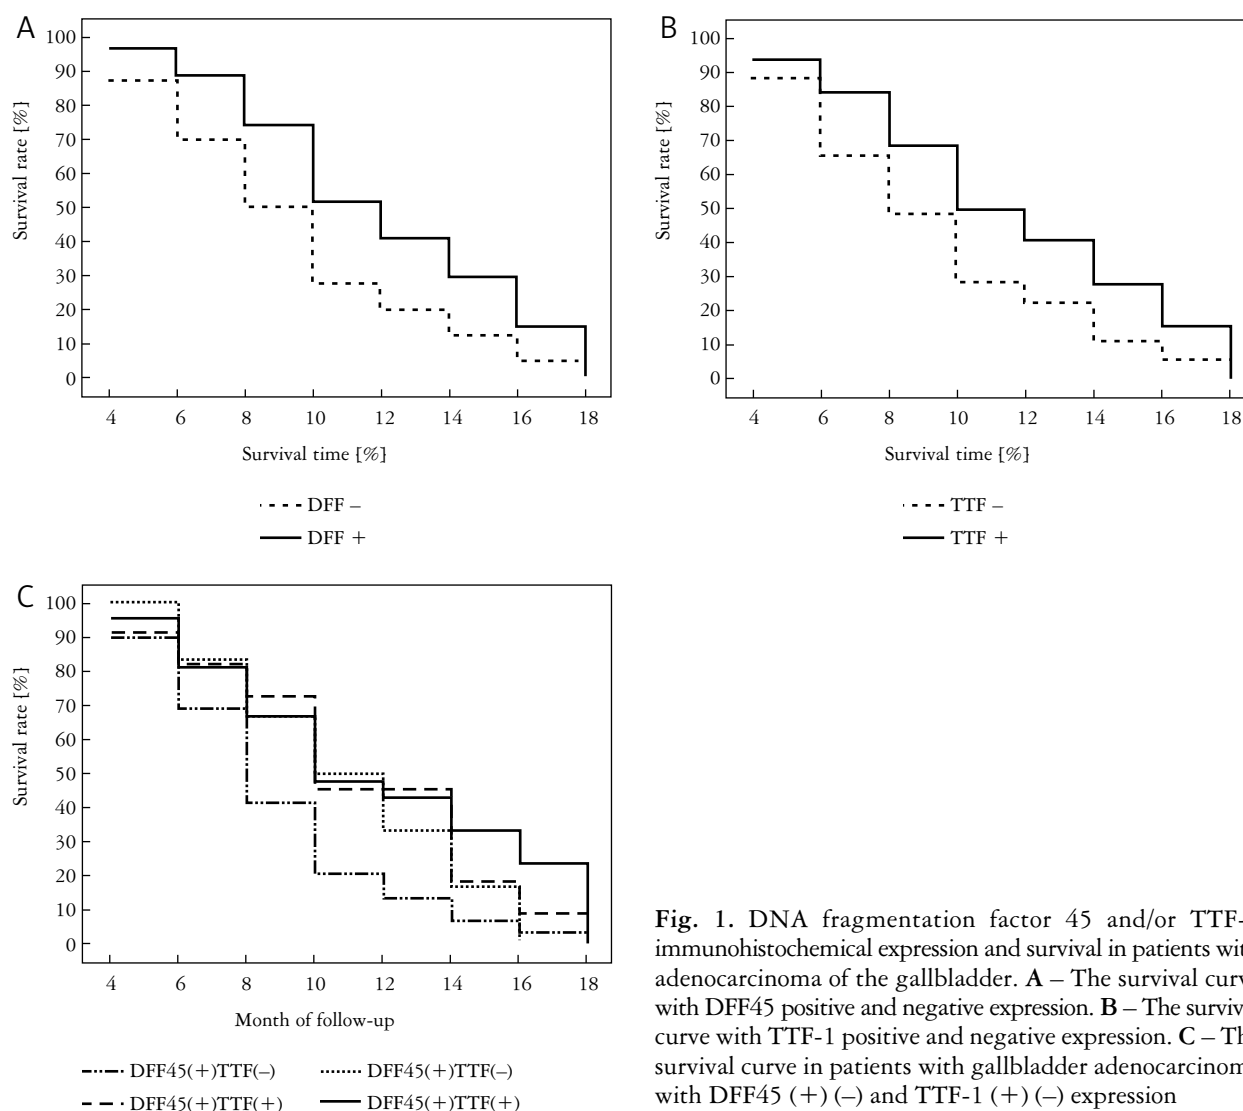 A
100
90
80
70
60
50
40
30
20
10
0
Survival rate [%]
4 6 8 10 12 14 16 18
Survival time [%]
DFF –
DFF +
B
100
90
80
70
60
50
40
30
20
10
0
Survival rate [%]
4 6 8 10 12 14 16 18
Survival time [%]
TTF –
TTF +
C
100
90
80
70
60
50
40
30
20
10
0
Survival rate [%]
4 6 8 10 12 14 16 18
Month of follow-up
DFF45(+)TTF(–) DFF45(+)TTF(–)
DFF45(+)TTF(+) DFF45(+)TTF(+)
Fig. 1. DNA fragmentation factor 45 and/or TTF-
immunohistochemical expression and survival in patients wit
adenocarcinoma of the gallbladder. A – The survival curv
with DFF45 positive and negative expression. B – The surviv
curve with TTF-1 positive and negative expression. C – Th
survival curve in patients with gallbladder adenocarcinom
with DFF45 (+) (–) and TTF-1 (+) (–) expression